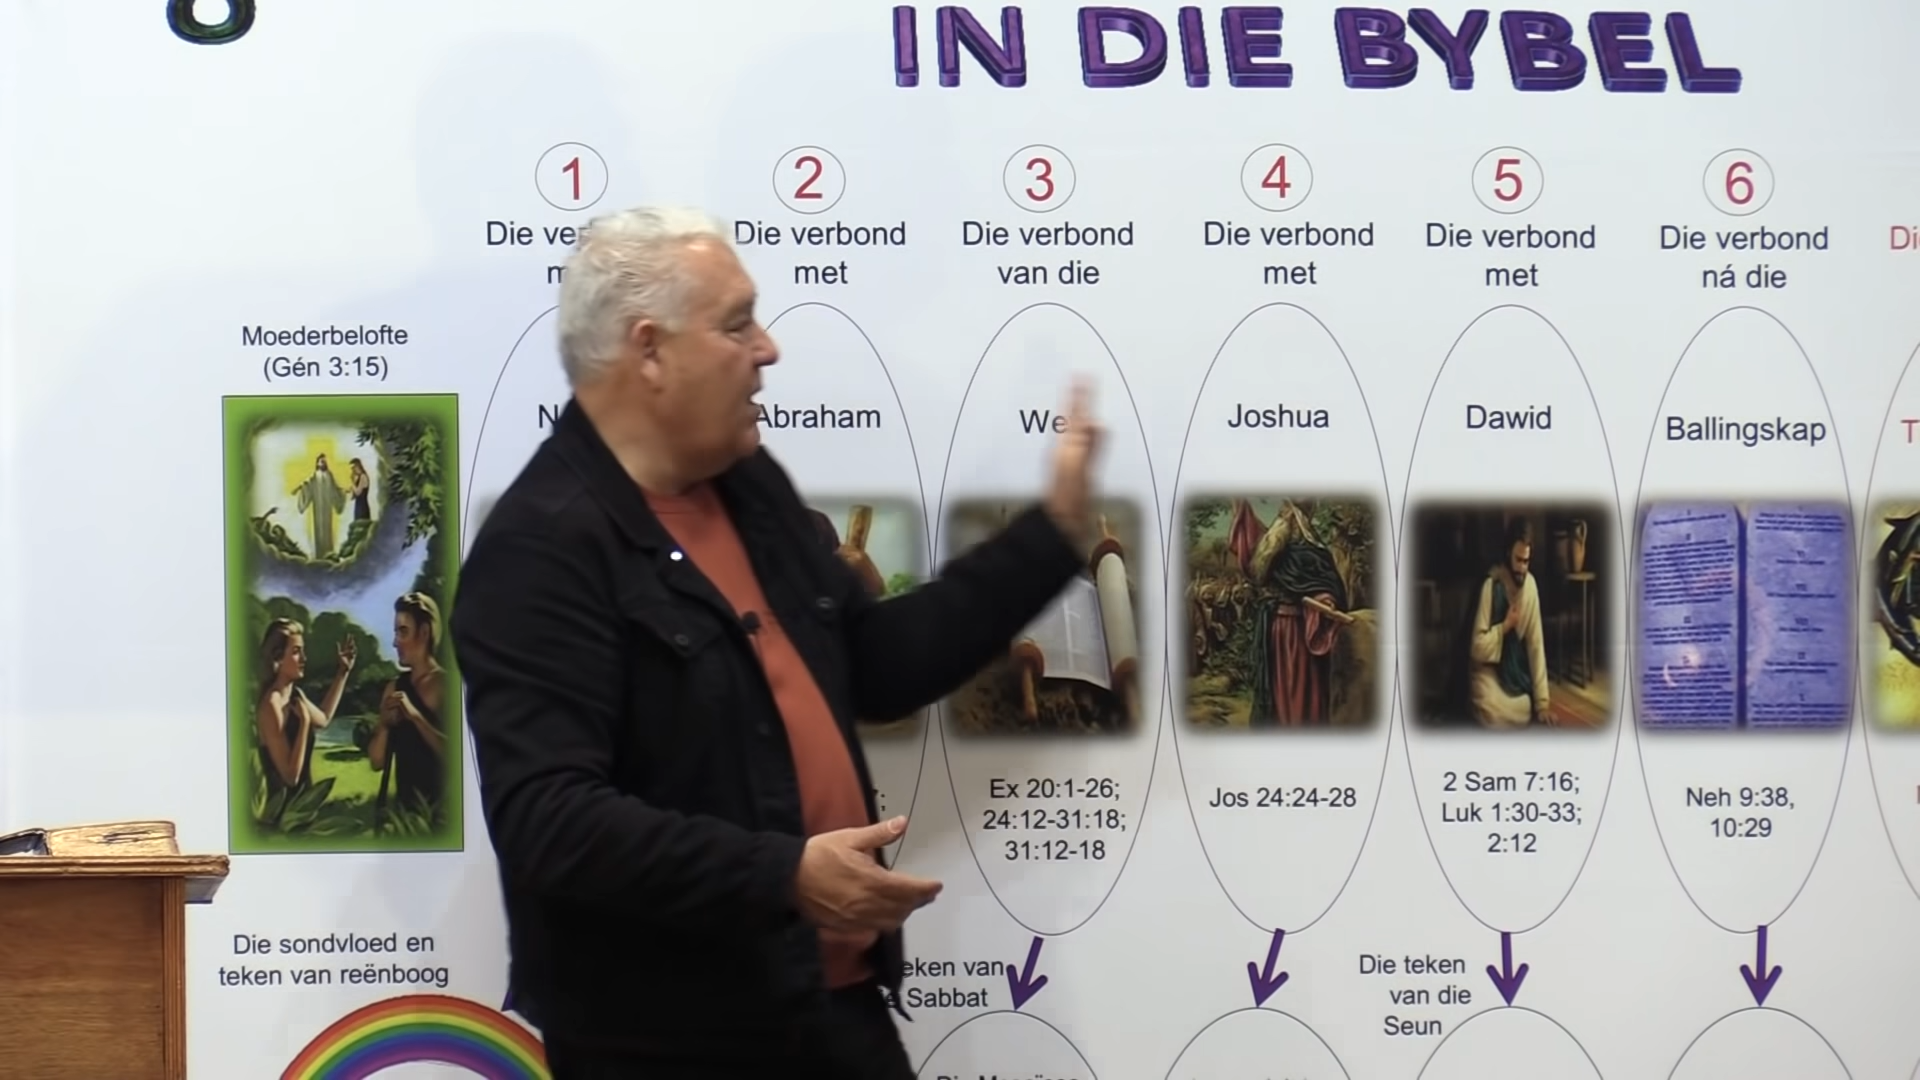 IN DIE BYBEL
1
2
3
4
5
6
Die
Die verbond
met
Die verbond
van die
Die verbond
met
Die verbond
met
Die verbond
ná die
Moederbelofte
(Gén 3:15)
Abraham
We
Joshua
Dawid
Ballingskap
Ex 20:1-26;
24:12-31:18;
31:12-18
Jos 24:24-28
2 Sam 7:16;
Luk 1:30-33;
2:12
Neh 9:38,
10:29
Die sondvloed en
teken van reënboog
eken van
Sabbat
Die teken
van die
Seun